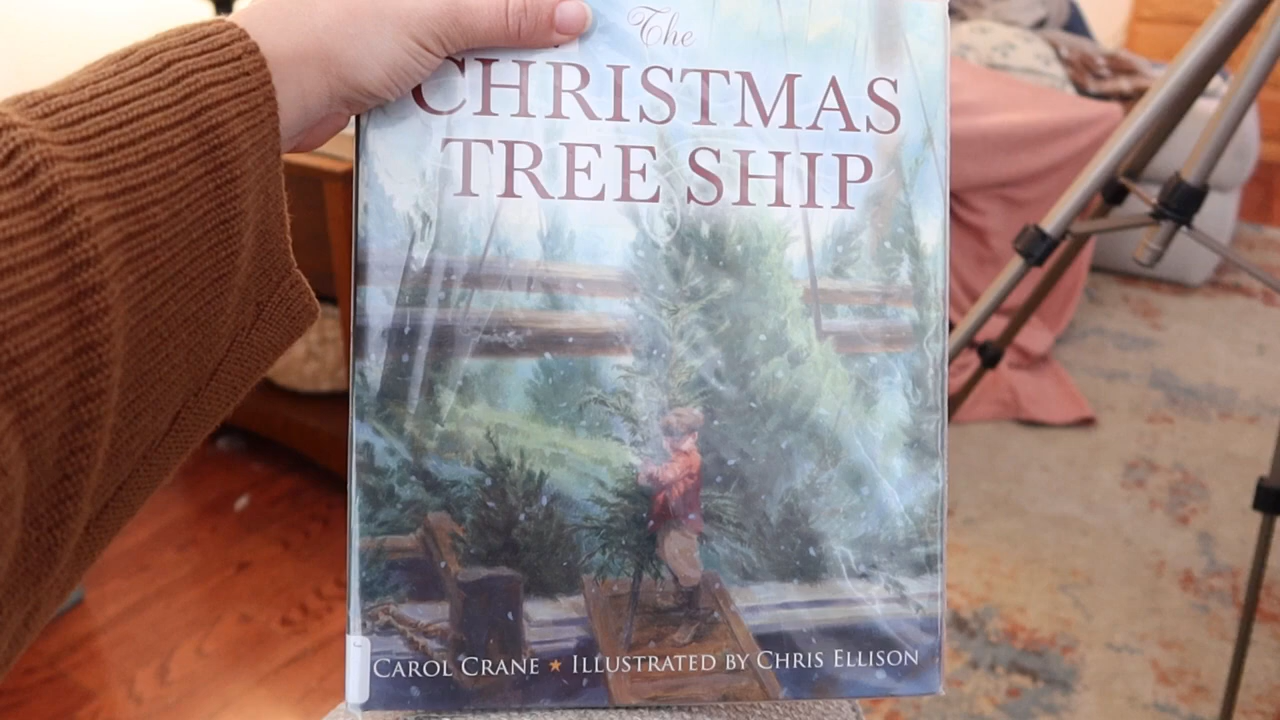 The
CHRISTMAS
TREE SHIP
CAROL CRANE ★ ILLUSTRATED BY CHRIS ELLISON